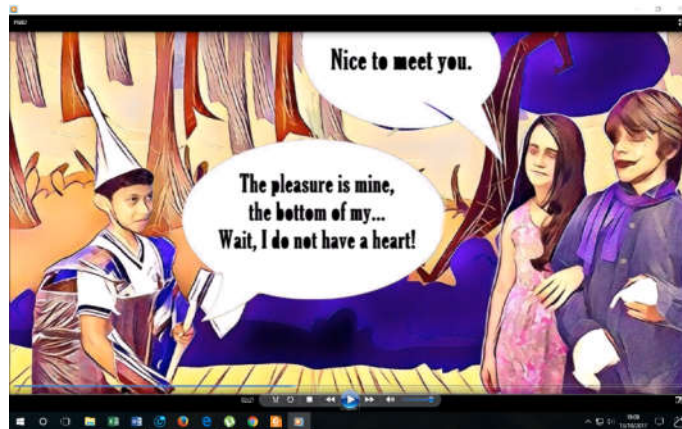 Nice to meet you.
The pleasure is mine,
the bottom of my...
Wait, I do not have a heart!